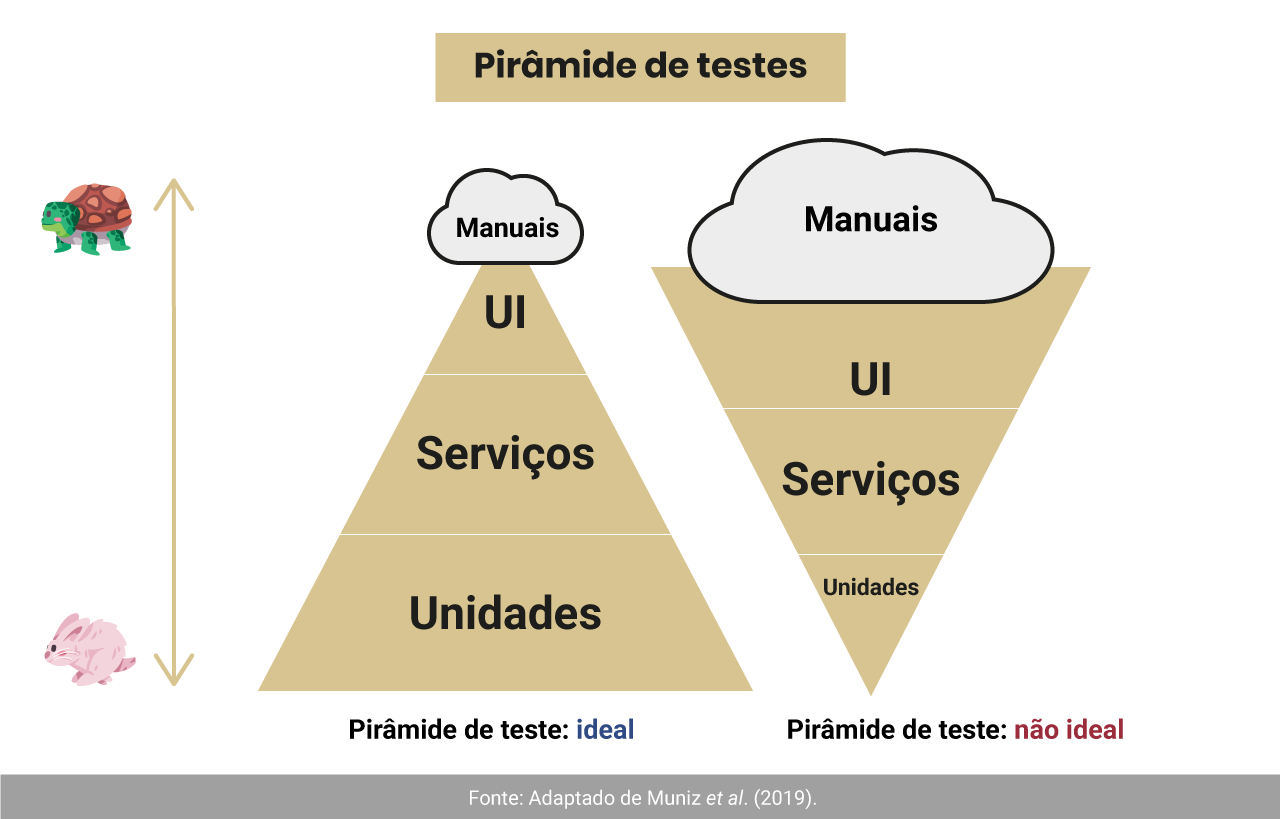 Pirâmide de testes
Manuais
UI
Serviços
Unidades
Manuais
UI
Serviços
Unidades
Pirâmide de teste: ideal
Pirâmide de teste: não ideal
Fonte: Adaptado de Muniz et al. (2019).